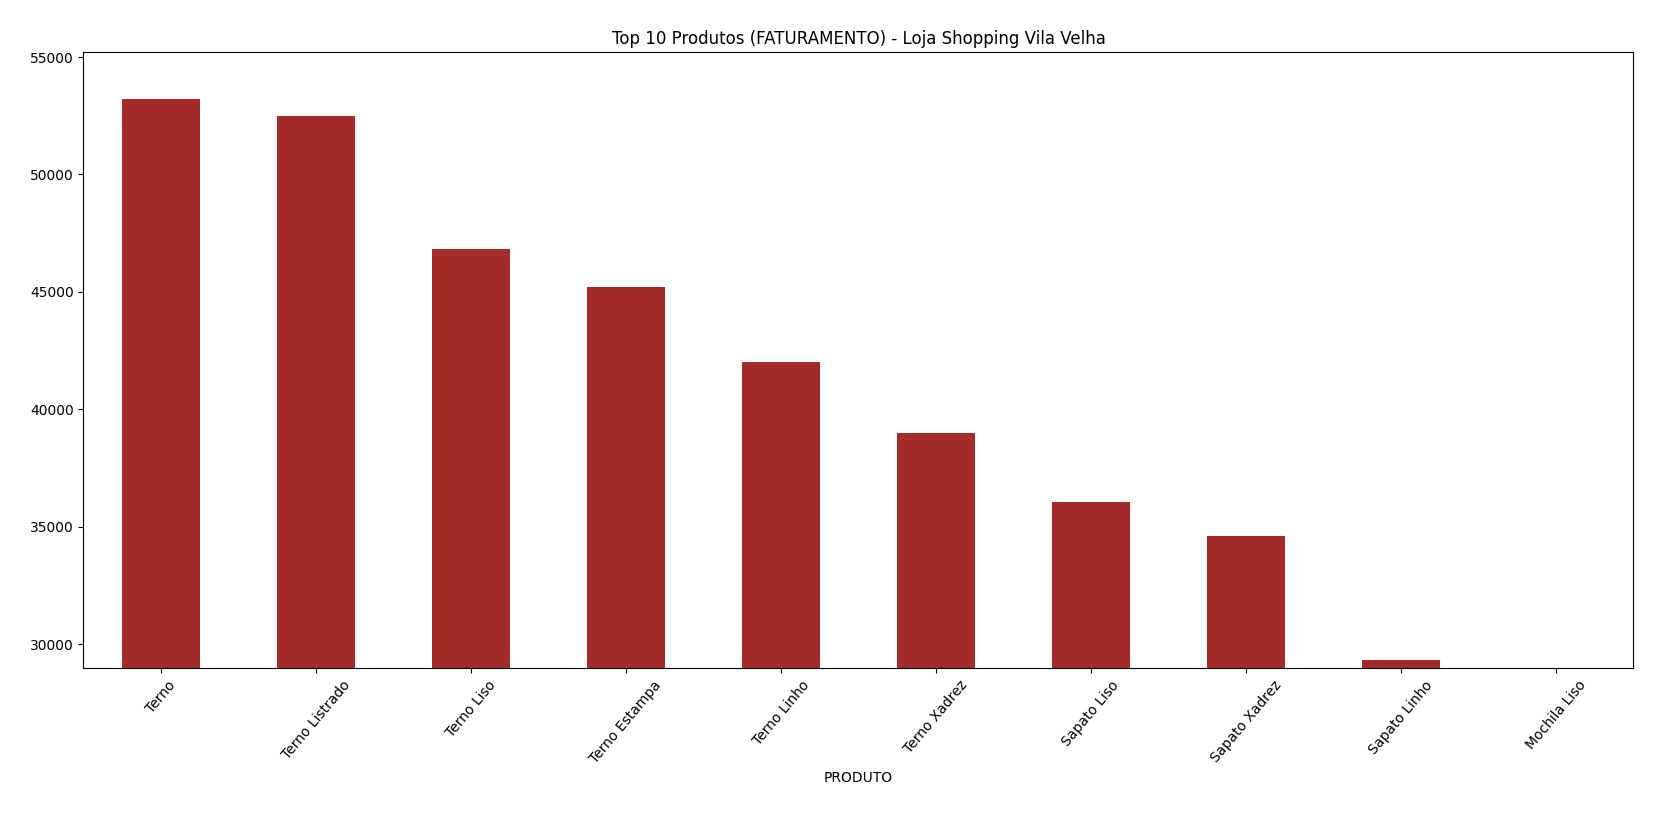 Top 10 Produtos (FATURAMENTO) - Loja Shopping Vila Velha
55000
50000
45000
40000
35000
30000
Terno
Terno Listrado
Terno Liso
Terno Estampa
Terno Linho
Terno Xadrez
Sapato Liso
Sapato Xadrez
Sapato Linho
Mochila Liso
PRODUTO